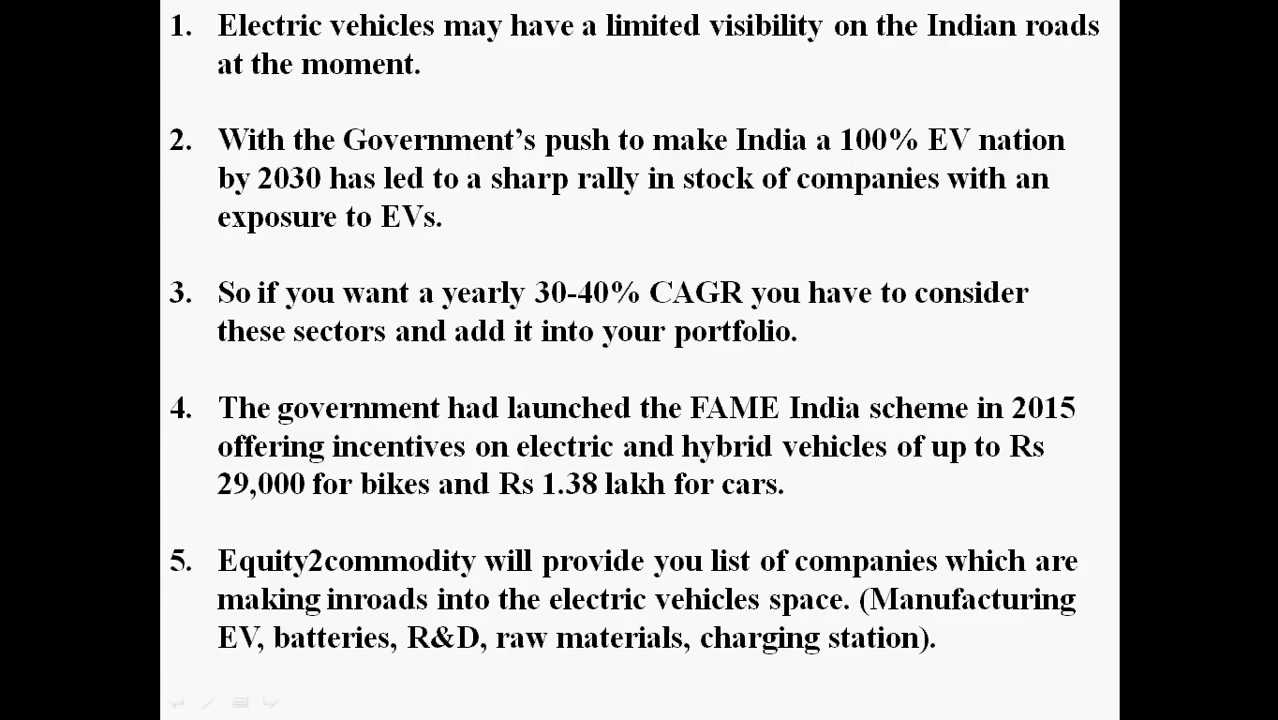 1. Electric vehicles may have a limited visibility on the Indian roads
at the moment.
2. With the Government’s push to make India a 100% EV nation
by 2030 has led to a sharp rally in stock of companies with an
exposure to EVs.
3. So if you want a yearly 30-40% CAGR you have to consider
these sectors and add it into your portfolio.
4. The government had launched the FAME India scheme in 2015
offering incentives on electric and hybrid vehicles of up to Rs
29,000 for bikes and Rs 1.38 lakh for cars.
5. Equity2commodity will provide you list of companies which are
making inroads into the electric vehicles space. (Manufacturing
EV, batteries, R&D, raw materials, charging station).